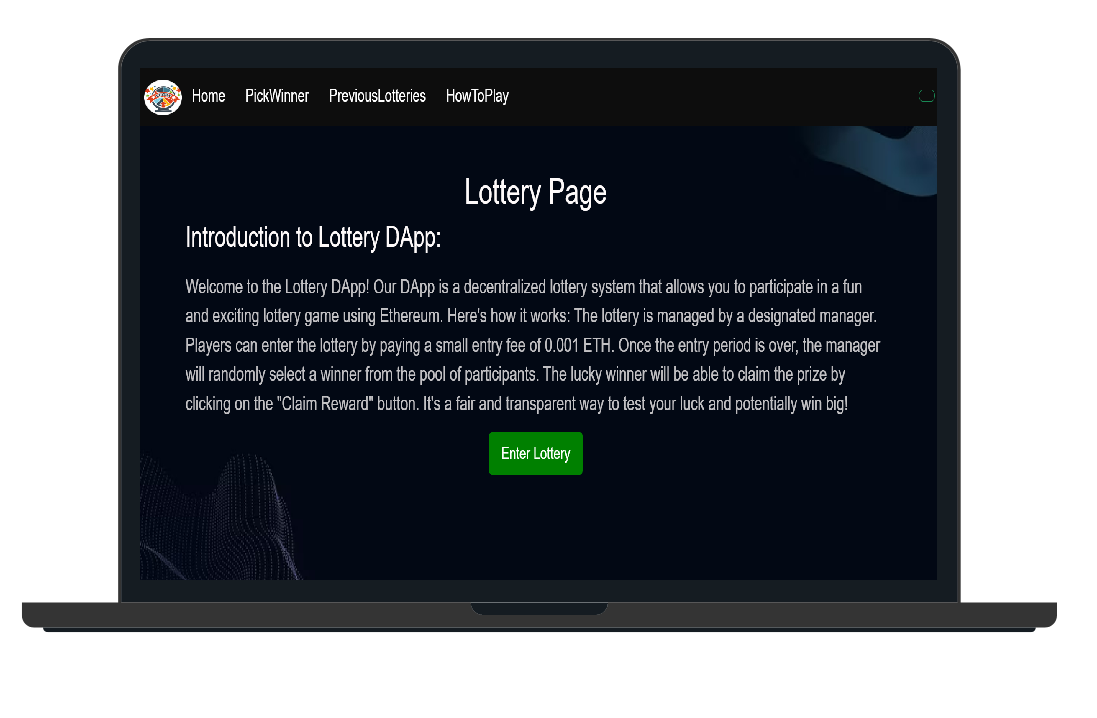 Home PickWinner PreviousLotteries HowToPlay
Lottery Page
Introduction to Lottery DApp:
Welcome to the Lottery DApp! Our DApp is a decentralized lottery system that allows you to participate in a fun
and exciting lottery game using Ethereum. Here's how it works: The lottery is managed by a designated manager.
Players can enter the lottery by paying a small entry fee of 0.001 ETH. Once the entry period is over, the manager
will randomly select a winner from the pool of participants. The lucky winner will be able to claim the prize by
clicking on the "Claim Reward" button. It's a fair and transparent way to test your luck and potentially win big!
Enter Lottery